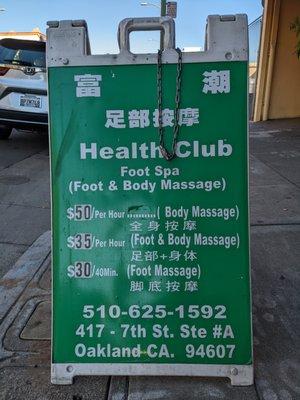 富 潮
足部按摩
Health Club
Foot Spa
(Foot & Body Massage)
$50/Per Hour .......... ( Body Massage)
全身按摩
$35/Per Hour (Foot & Body Massage)
足部+身体
$30/40Min. (Foot Massage)
脚底按摩
510-625-1592
417 - 7th St. Ste #A
Oakland CA. 94607